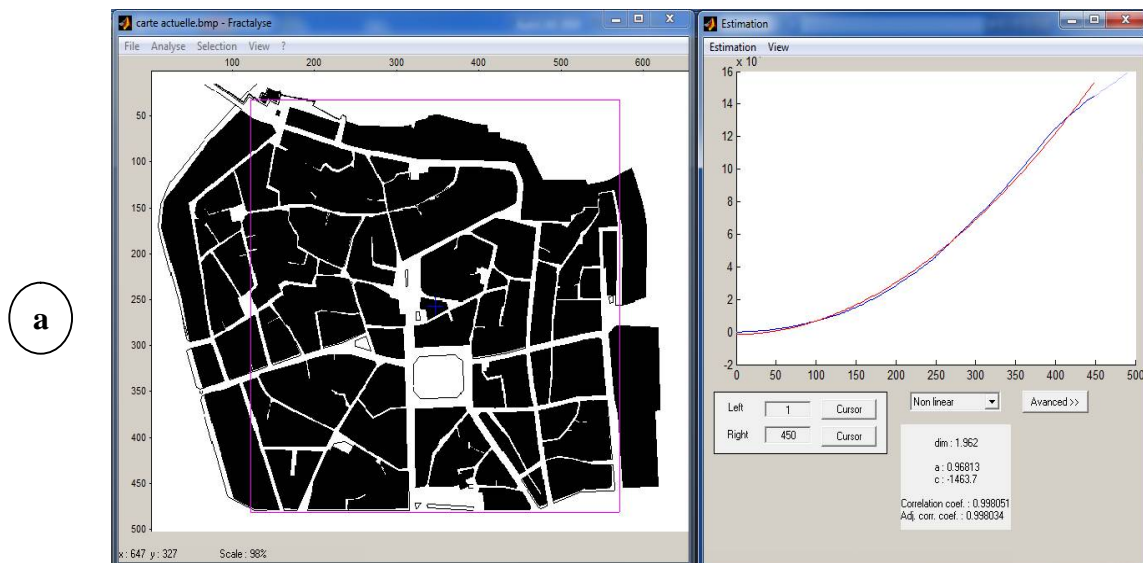 a
carte actuelle.bmp - Fractalyse
File Analyse Selection View ?
100 200 300 400 500 600
50
100
150
200
250
300
350
400
450
500
x : 647 y : 327 Scale : 98%
Estimation
Estimation View
x 10
16
14
12
10
8
6
4
2
0
-2
0 50 100 150 200 250 300 350 400 450 500
Left 1 Cursor
Right 450 Cursor
Non linear
Avanced >>
dim : 1.962
a : 0.96813
c : -1463.7
Correlation coef. : 0.998051
Adj. corr. coef. : 0.998034